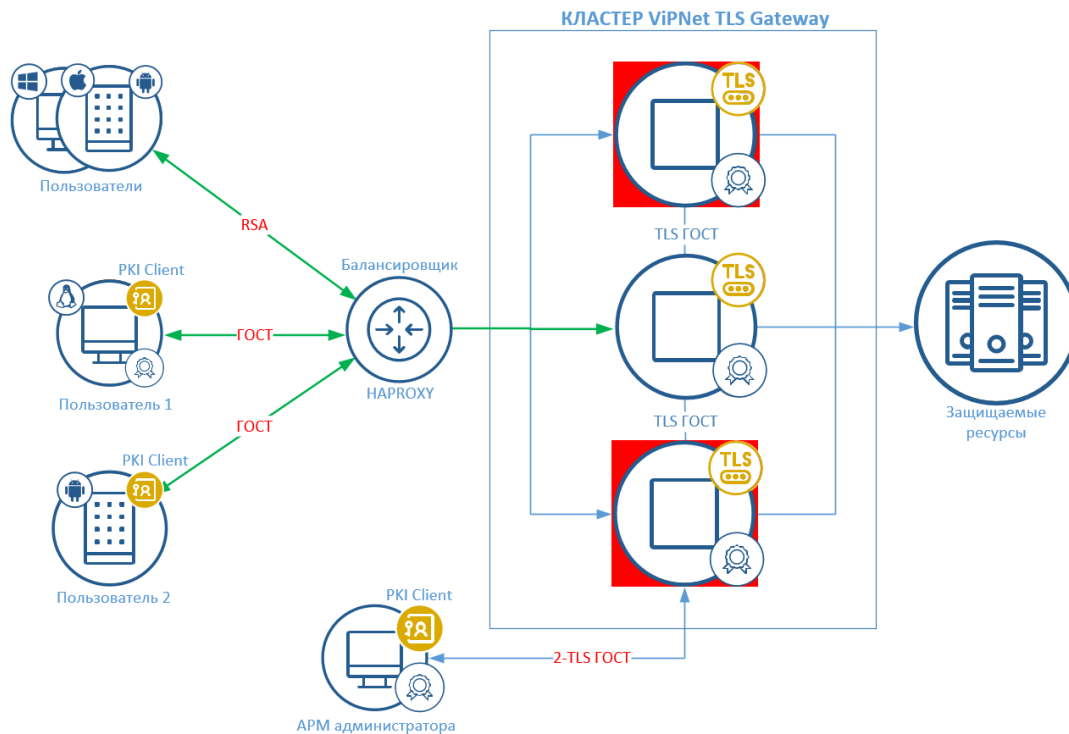 КЛАСТЕР ViPNet TLS Gateway
TLS
Пользователи
RSA
TLS ГОСТ
Балансировщик
PKI Client
TLS
ГОСТ
HAPROXY
Пользователь 1
ГОСТ
TLS ГОСТ
Защищаемые
ресурсы
PKI Client
TLS
Пользователь 2
PKI Client
2-TLS ГОСТ
АРМ администратора